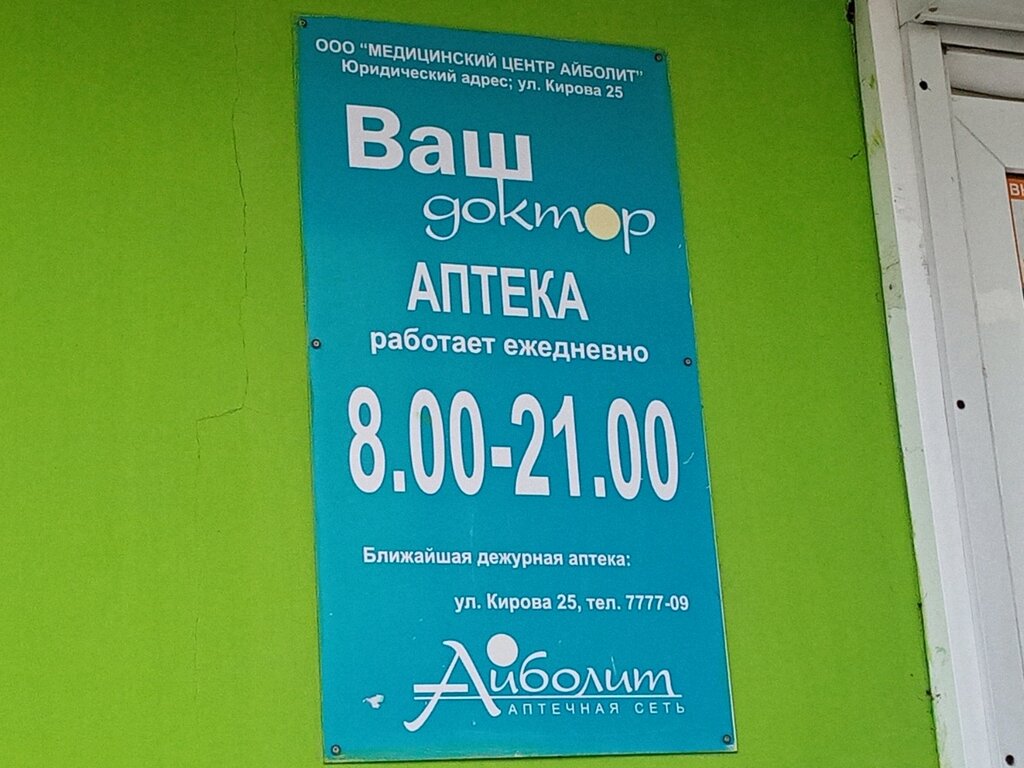 ООО “МЕДИЦИНСКИЙ ЦЕНТР АЙБОЛИТ”
Юридический адрес; ул. Кирова 25
Ваш
доктор
АПТЕКА
работает ежедневно
8.00-21.00
Ближайшая дежурная аптека:
ул. Кирова 25, тел. 7777-09
Айболит
АПТЕЧНАЯ СЕТЬ